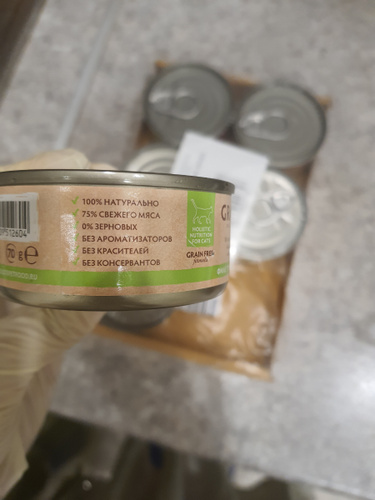 100% НАТУРАЛЬНО
75% СВЕЖЕГО МЯСА
0% ЗЕРНОВЫХ
БЕЗ АРОМАТИЗАТОРОВ
БЕЗ КРАСИТЕЛЕЙ
БЕЗ КОНСЕРВАНТОВ
HOLISTIC
NUTRITION
FOR CATS
GRAIN FREE
formula
70 g e